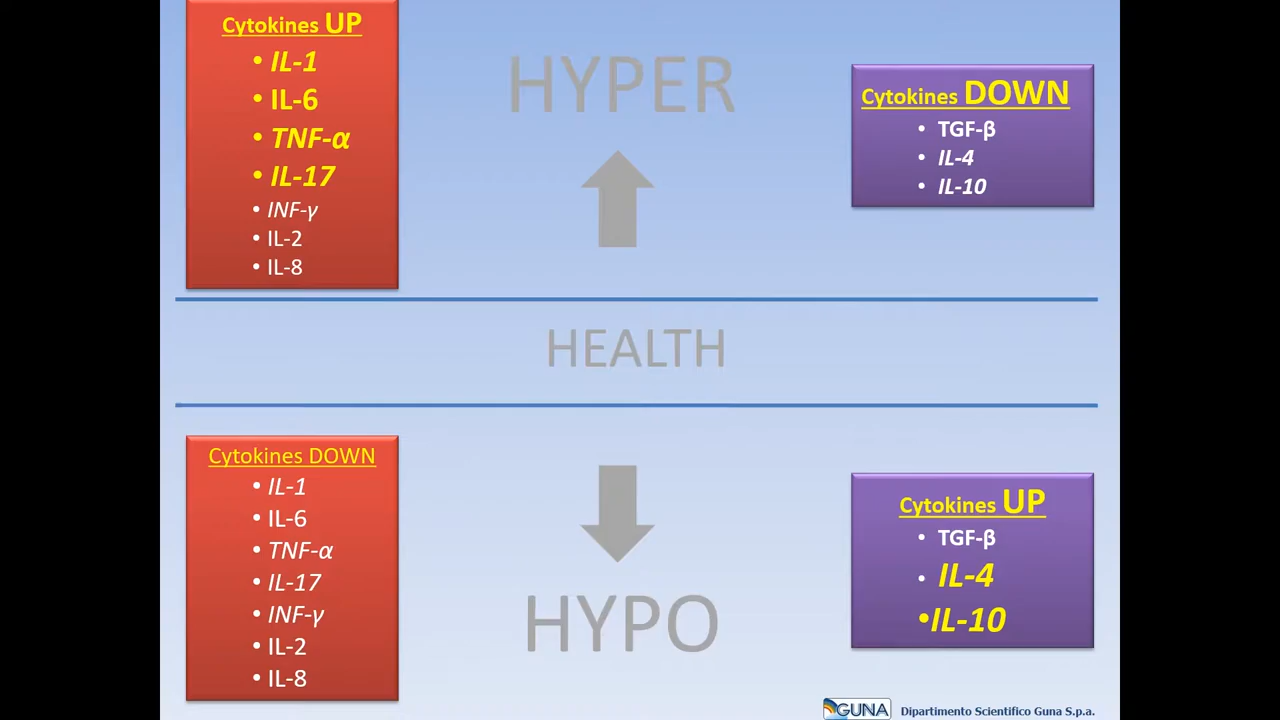 Cytokines UP
• IL-1
• IL-6
• TNF-α
• IL-17
• INF-γ
• IL-2
• IL-8
HYPER
Cytokines DOWN
• TGF-β
• IL-4
• IL-10
HEALTH
Cytokines DOWN
• IL-1
• IL-6
• TNF-α
• IL-17
• INF-γ
• IL-2
• IL-8
HYPO
Cytokines UP
• TGF-β
• IL-4
•IL-10
GUNA Dipartimento Scientifico Guna S.p.a.